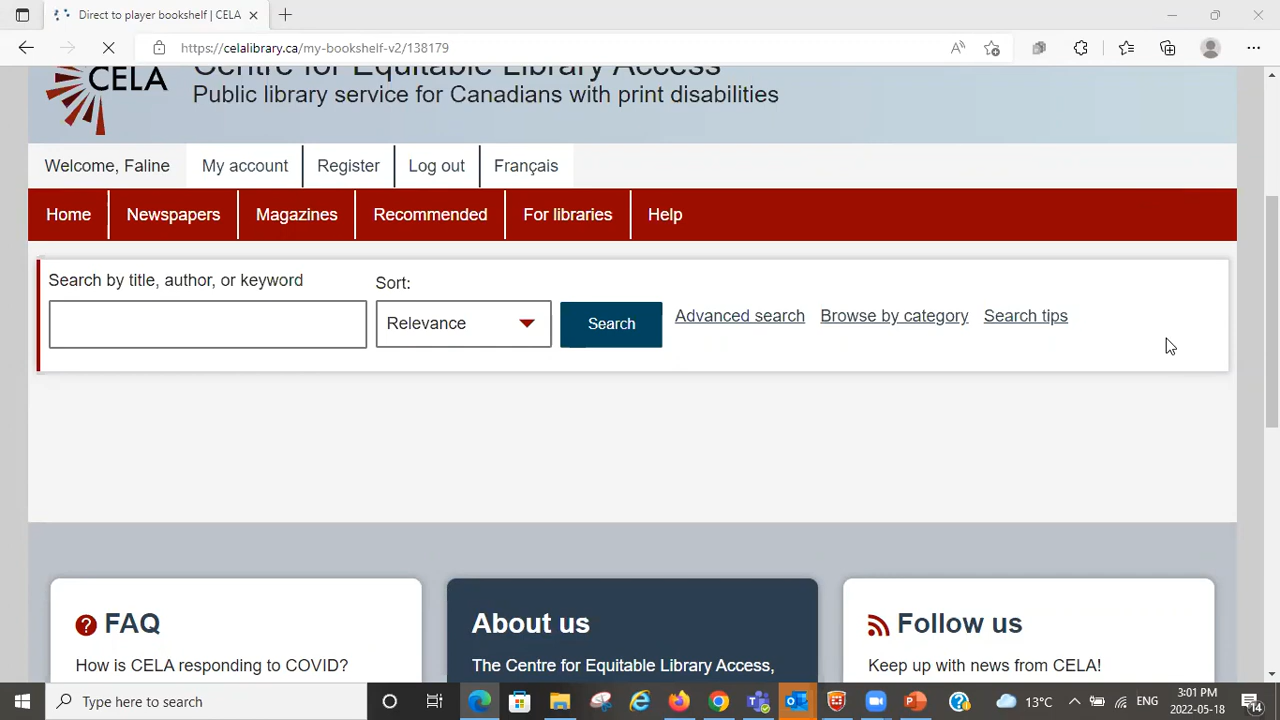 Direct to player bookshelf | CELA
https://celalibrary.ca/my-bookshelf-v2/138179
CELA
Centre for Equitable Library Access
Public library service for Canadians with print disabilities
Welcome, Faline
My account
Register
Log out
Français
Home
Newspapers
Magazines
Recommended
For libraries
Help
Search by title, author, or keyword
Sort:
Relevance
Search
Advanced search
Browse by category
Search tips
FAQ
How is CELA responding to COVID?
About us
The Centre for Equitable Library Access,
Follow us
Keep up with news from CELA!
Type here to search
13°C
ENG
3:01 PM
2022-05-18
14